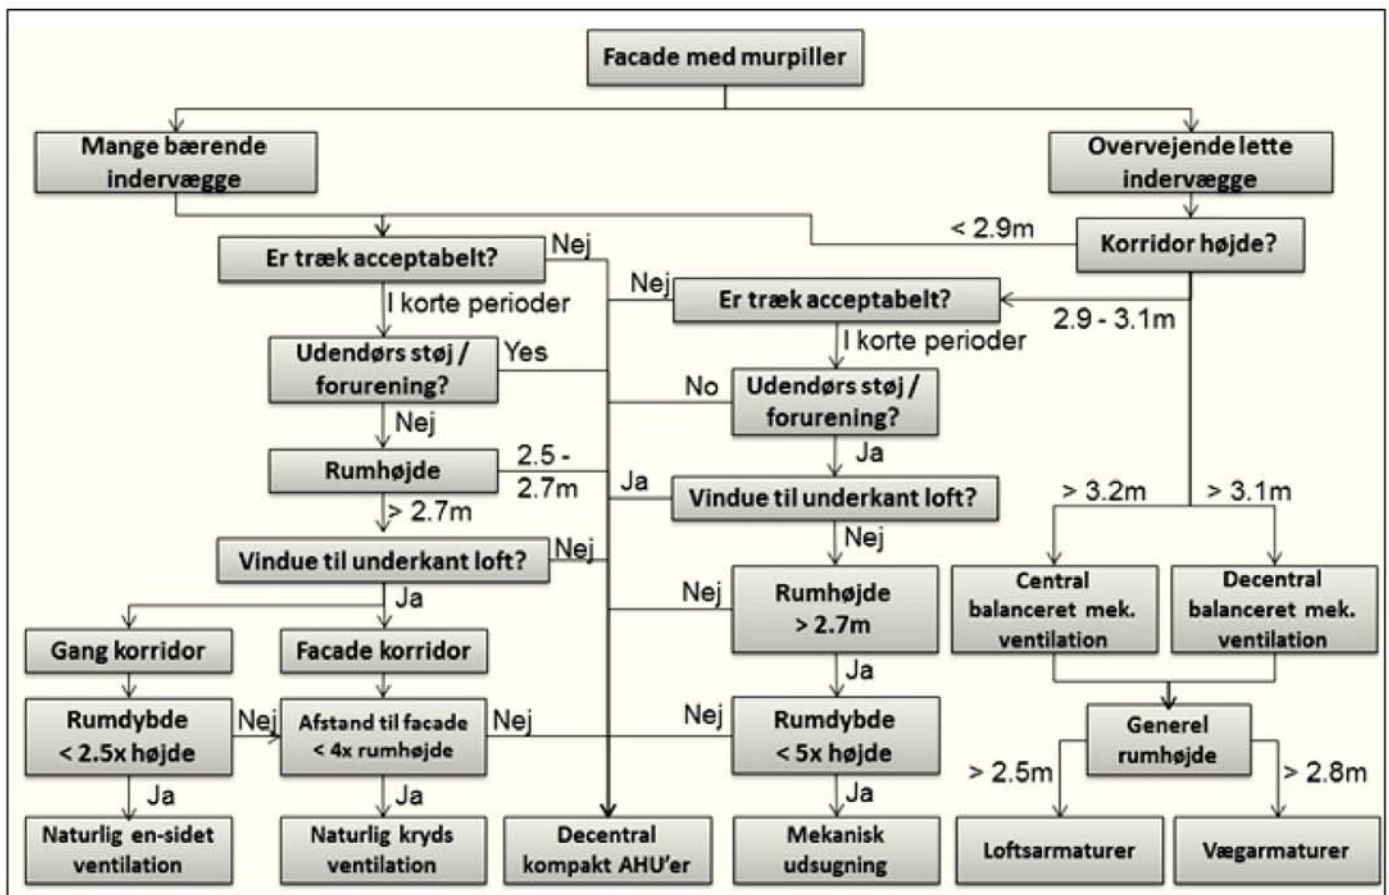 Facade med murpiller
Mange bærende
indervægge
Overvejende lette
indervægge
Korridor højde?
< 2.9m
Er træk acceptabelt?
Nej
I korte perioder
Nej
Er træk acceptabelt?
2.9 - 3.1m
I korte perioder
Udendørs støj /
forurening?
Yes
No
Udendørs støj /
forurening?
Nej
Ja
Rumhøjde
2.5 -
2.7m
> 2.7m
Ja
Vindue til underkant loft?
Nej
> 3.2m
> 3.1m
Vindue til underkant loft?
Nej
Ja
Nej
Rumhøjde
> 2.7m
Ja
Central
balanceret mek.
ventilation
Decentral
balanceret mek.
ventilation
Gang korridor
Facade korridor
Rumdybde
< 2.5x højde
Nej
Afstand til facade
< 4x rumhøjde
Nej
Nej
Rumdybde
< 5x højde
Generel
rumhøjde
> 2.5m
> 2.8m
Ja
Ja
Ja
Naturlig en-sidet
ventilation
Naturlig kryds
ventilation
Decentral
kompakt AHU'er
Mekanisk
udsugning
Loftsarmaturer
Vægarmaturer